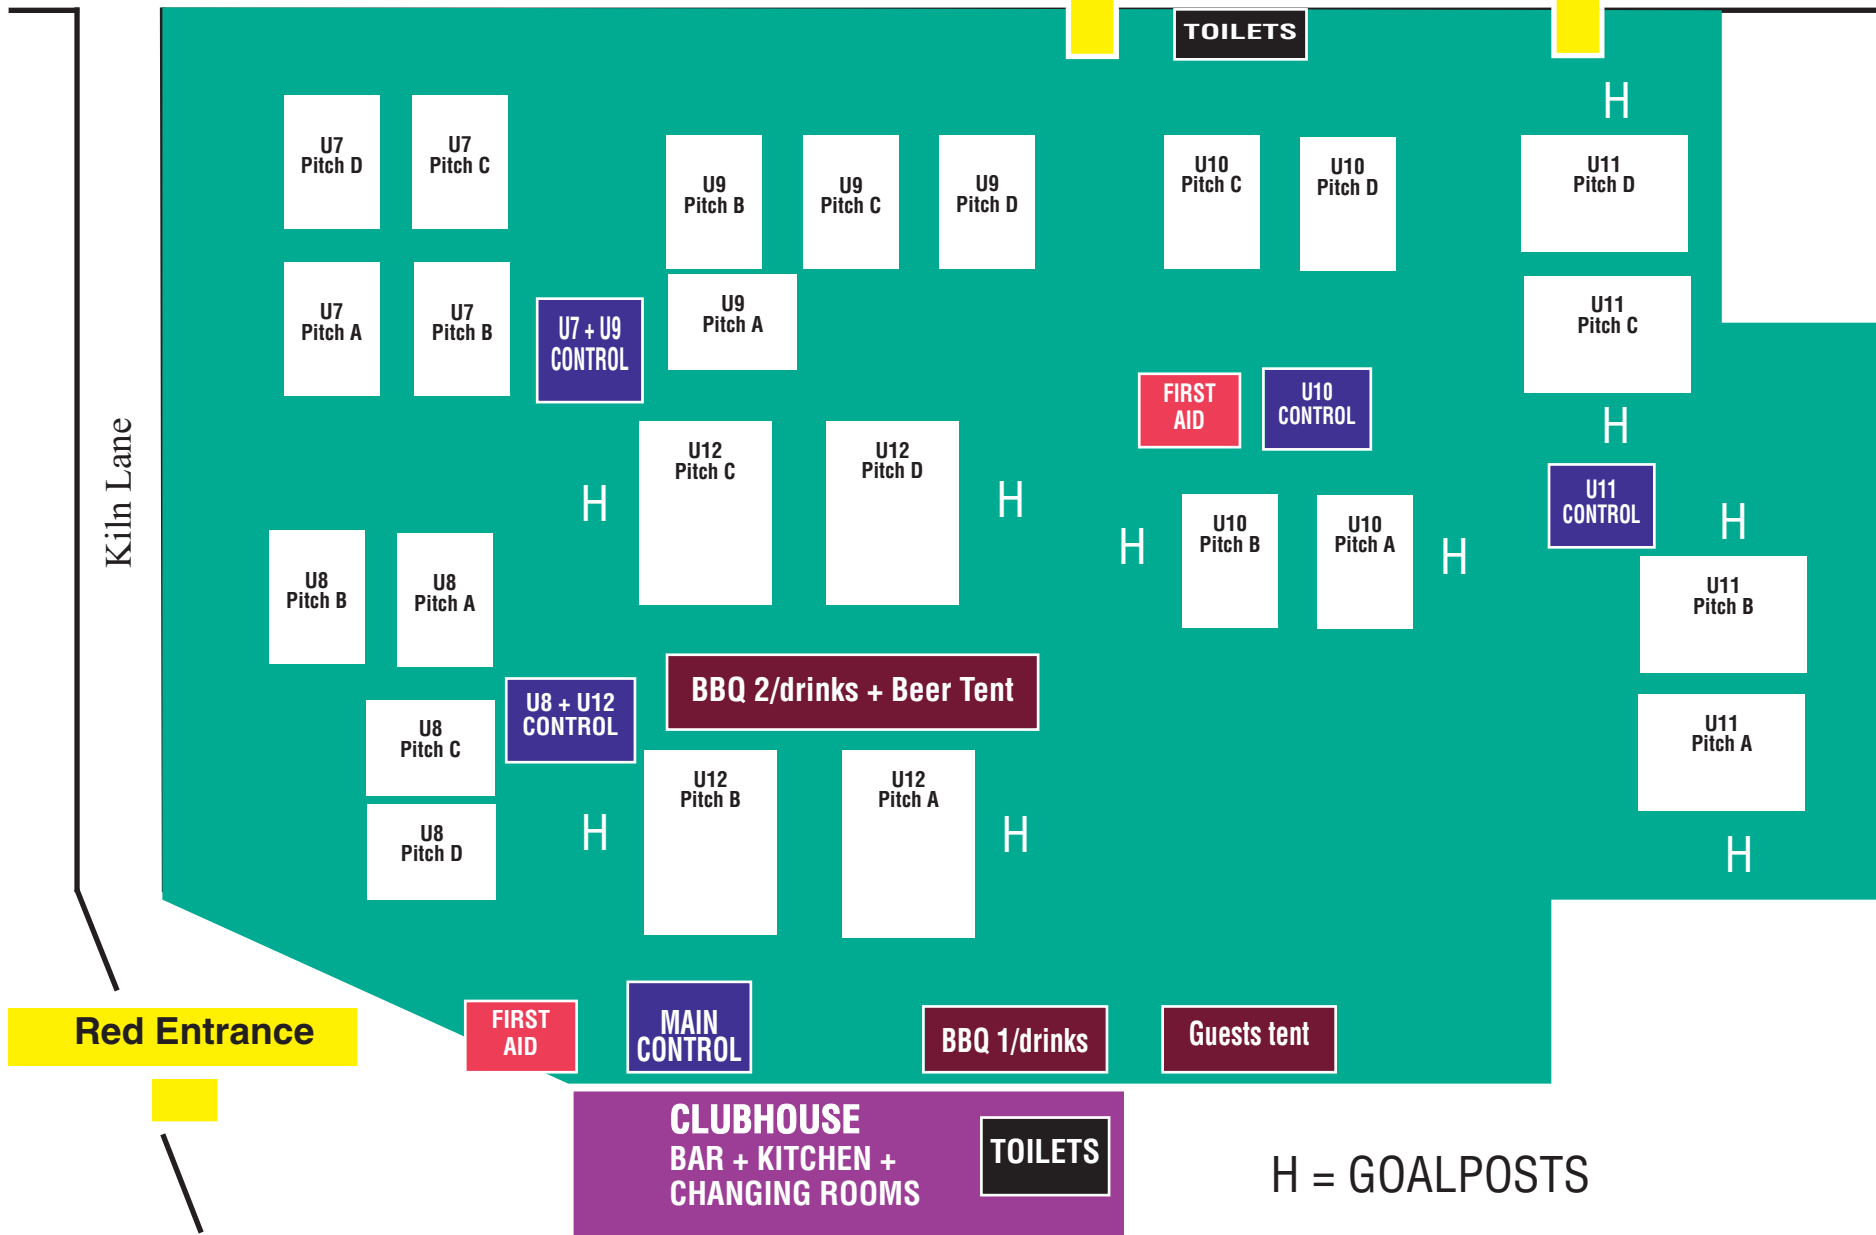 TOILETS
H
U7
Pitch D
U7
Pitch C
U9
Pitch B
U9
Pitch C
U9
Pitch D
U10
Pitch C
U10
Pitch D
U11
Pitch D
U7
Pitch A
U7
Pitch B
U7 + U9
CONTROL
U9
Pitch A
U11
Pitch C
FIRST
AID
U10
CONTROL
H
Kiln Lane
H
U12
Pitch C
U12
Pitch D
H
H
U10
Pitch B
U10
Pitch A
H
U11
CONTROL
H
U8
Pitch B
U8
Pitch A
U11
Pitch B
BBQ 2/drinks + Beer Tent
U8 + U12
CONTROL
U8
Pitch C
U11
Pitch A
U12
Pitch B
U12
Pitch A
U8
Pitch D
H
H
H
Red Entrance
FIRST
AID
MAIN
CONTROL
BBQ 1/drinks
Guests tent
CLUBHOUSE
BAR + KITCHEN +
CHANGING ROOMS
TOILETS
H = GOALPOSTS